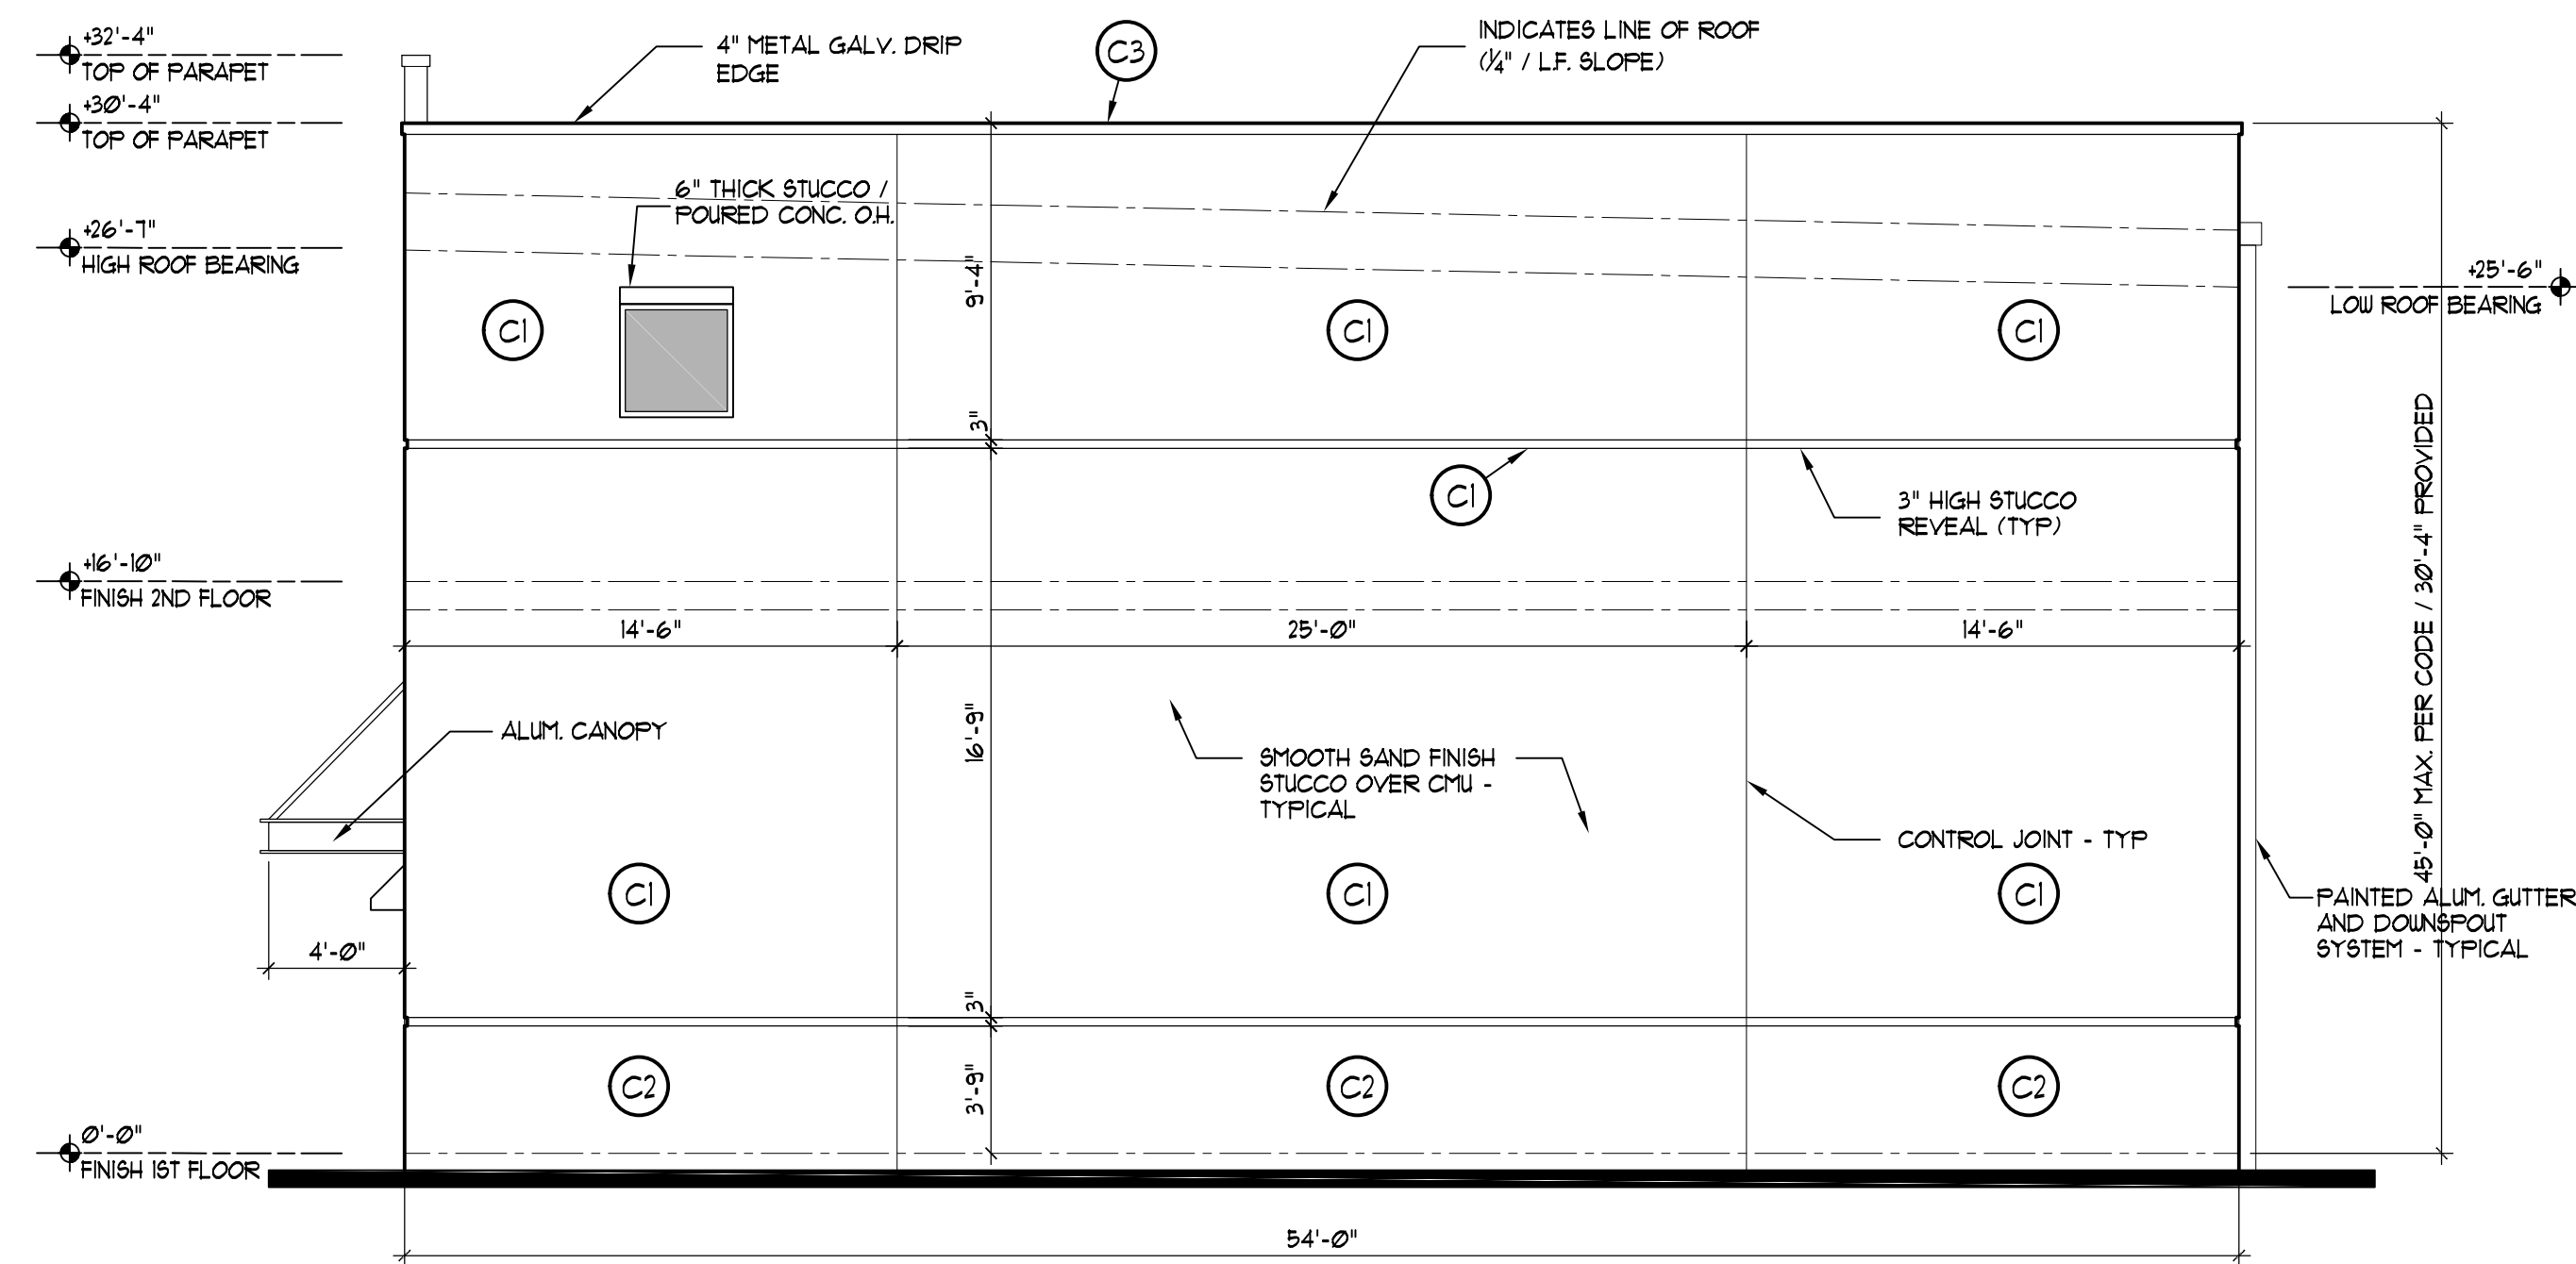 +32'-4"
TOP OF PARAPET
+30'-4"
TOP OF PARAPET
+26'-7"
HIGH ROOF BEARING
+16'-10"
FINISH 2ND FLOOR
0'-0"
FINISH 1ST FLOOR
4" METAL GALV. DRIP
EDGE
C3
INDICATES LINE OF ROOF
(1/4" / L.F. SLOPE)
6" THICK STUCCO /
POURED CONC. O.H.
9'-4"
C1
C1
C1
+25'-6"
LOW ROOF BEARING
3"
C1
3" HIGH STUCCO
REVEAL (TYP)
45'-0" MAX. PER CODE / 30'-4" PROVIDED
14'-6"
25'-0"
14'-6"
ALUM. CANOPY
16'-9"
SMOOTH SAND FINISH
STUCCO OVER CMU -
TYPICAL
CONTROL JOINT - TYP
C1
C1
C1
PAINTED ALUM. GUTTER
AND DOWNSPOUT
SYSTEM - TYPICAL
4'-0"
3"
C2
C2
C2
3'-9"
54'-0"